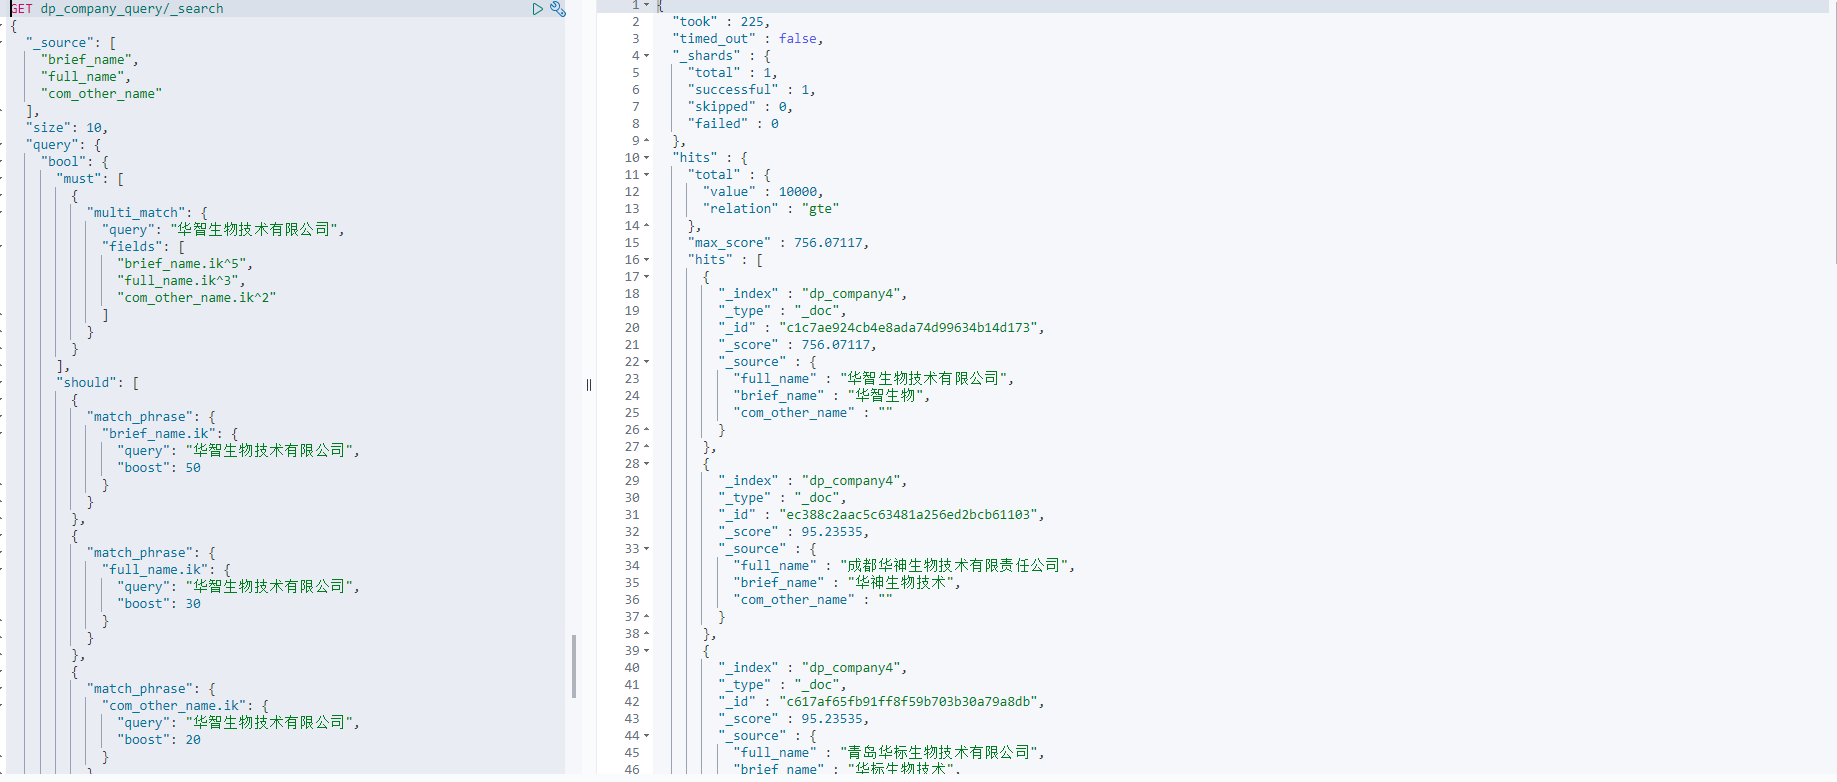 GET dp_company_query/_search
{
"_source": [
"brief_name",
"full_name",
"com_other_name"
],
"size": 10,
"query": {
"bool": {
"must": [
{
"multi_match": {
"query": "华智生物技术有限公司",
"fields": [
"brief_name.ik^5",
"full_name.ik^3",
"com_other_name.ik^2"
]
}
}
],
"should": [
{
"match_phrase": {
"brief_name.ik": {
"query": "华智生物技术有限公司",
"boost": 50
}
}
},
{
"match_phrase": {
"full_name.ik": {
"query": "华智生物技术有限公司",
"boost": 30
}
}
},
{
"match_phrase": {
"com_other_name.ik": {
"query": "华智生物技术有限公司",
"boost": 20
}
}
1 {
2 "took" : 225,
3 "timed_out" : false,
4 "_shards" : {
5 "total" : 1,
6 "successful" : 1,
7 "skipped" : 0,
8 "failed" : 0
9 },
10 "hits" : {
11 "total" : {
12 "value" : 10000,
13 "relation" : "gte"
14 },
15 "max_score" : 756.07117,
16 "hits" : [
17 {
18 "_index" : "dp_company4",
19 "_type" : "_doc",
20 "_id" : "c1c7ae924cb4e8ada74d99634b14d173",
21 "_score" : 756.07117,
22 "_source" : {
23 "full_name" : "华智生物技术有限公司",
24 "brief_name" : "华智生物",
25 "com_other_name" : ""
26 }
27 },
28 {
29 "_index" : "dp_company4",
30 "_type" : "_doc",
31 "_id" : "ec388c2aac5c63481a256ed2bcb61103",
32 "_score" : 95.23535,
33 "_source" : {
34 "full_name" : "成都华神生物技术有限责任公司",
35 "brief_name" : "华神生物技术",
36 "com_other_name" : ""
37 }
38 },
39 {
40 "_index" : "dp_company4",
41 "_type" : "_doc",
42 "_id" : "c617af65fb91ff8f59b703b30a79a8db",
43 "_score" : 95.23535,
44 "_source" : {
45 "full_name" : "青岛华标生物技术有限公司",
46 "brief_name" : "华标生物技术",